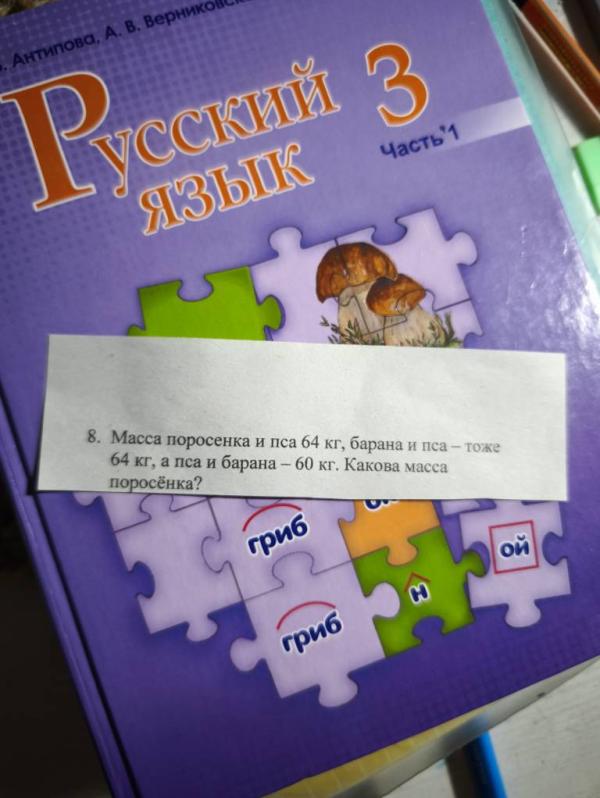 Антипова, А. В. Верниковск
Русский 3
язык
Часть 1
8. Масса поросенка и пса 64 кг, барана и пса – тоже
64 кг, а пса и барана – 60 кг. Какова масса
поросёнка?
гриб
ой
гриб
н